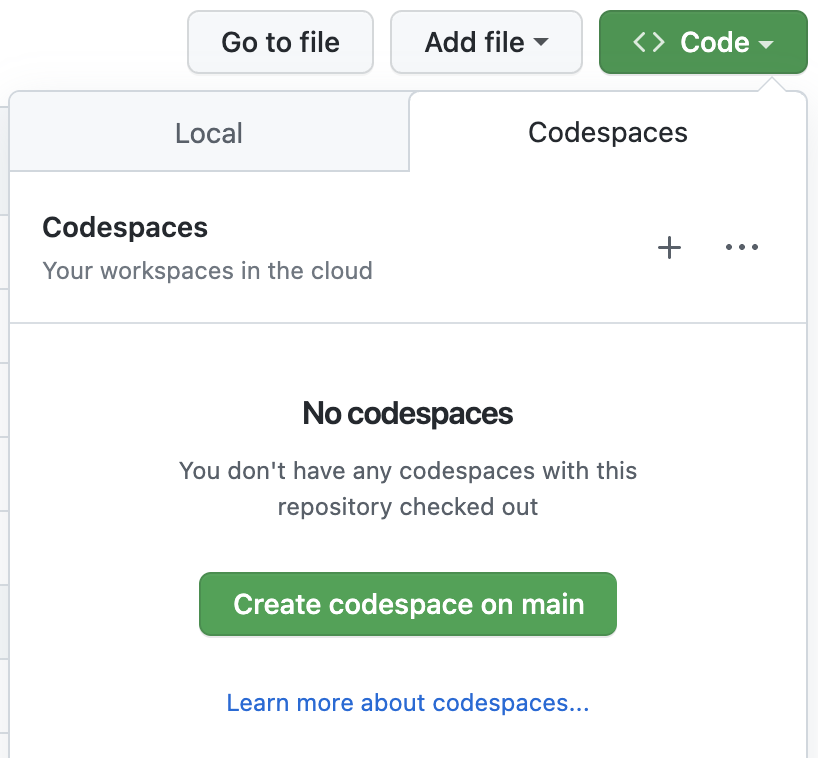 Go to file
Add file
Code
Local
Codespaces
Codespaces
Your workspaces in the cloud
No codespaces
You don't have any codespaces with this
repository checked out
Create codespace on main
Learn more about codespaces...